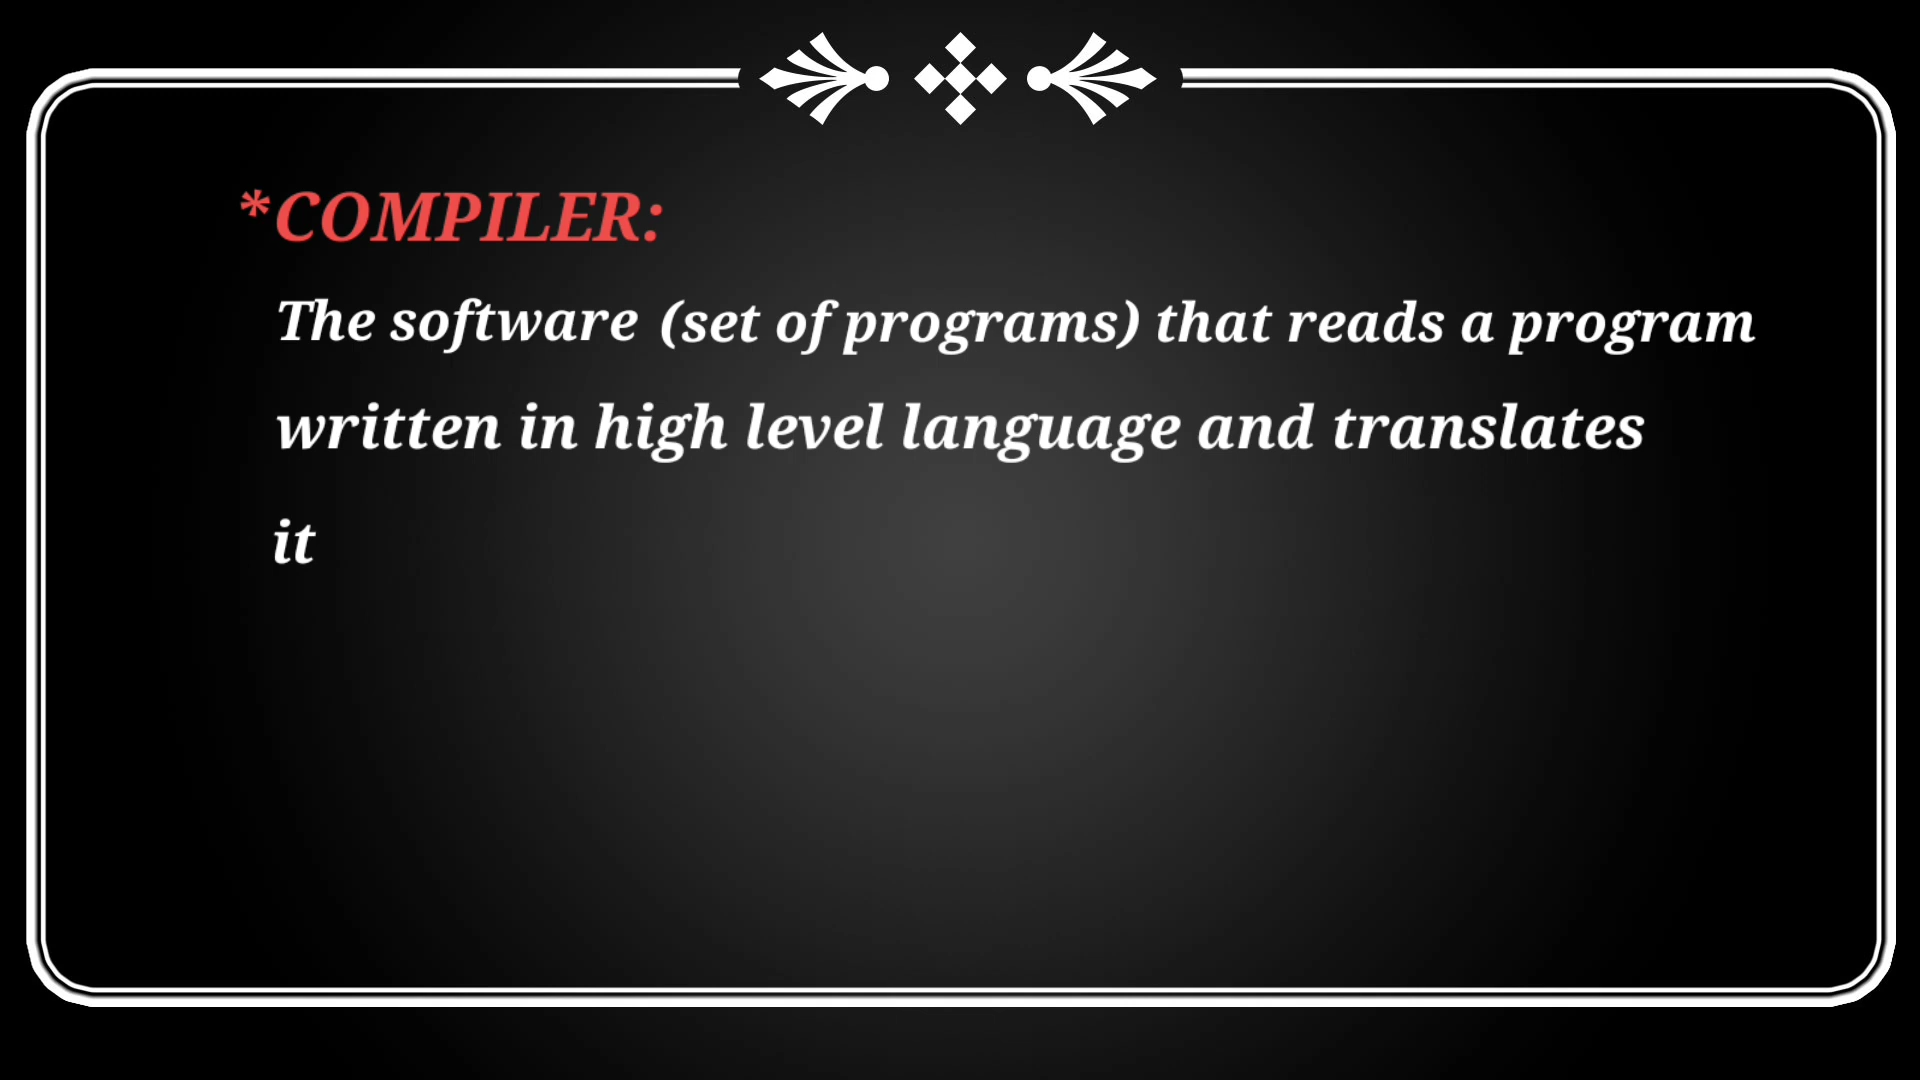 *COMPILER:
The software (set of programs) that reads a program
written in high level language and translates
it